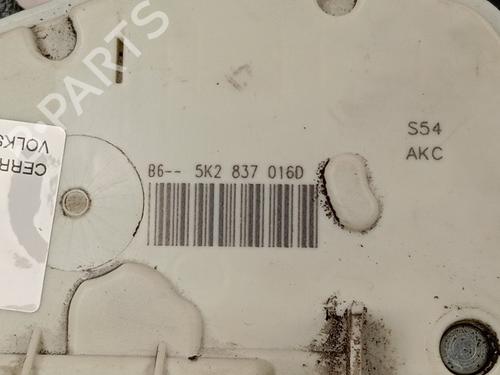 B6-- 5K2 837 016D
S54
AKC
CERR
VOLKS
B-PARTS